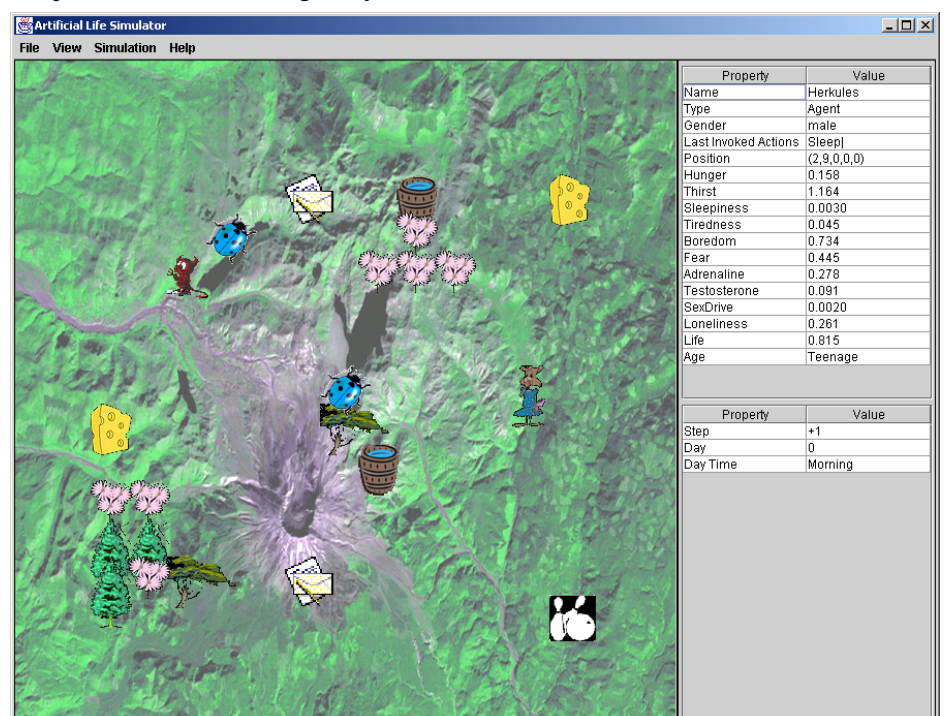 Artificial Life Simulator
File View Simulation Help
Property Value
Name Herkules
Type Agent
Gender male
Last Invoked Actions Sleep|
Position (2,9,0,0,0)
Hunger 0.158
Thirst 1.164
Sleepiness 0.0030
Tiredness 0.045
Boredom 0.734
Fear 0.445
Adrenaline 0.278
Testosterone 0.091
SexDrive 0.0020
Loneliness 0.261
Life 0.815
Age Teenage
Property Value
Step +1
Day 0
Day Time Morning